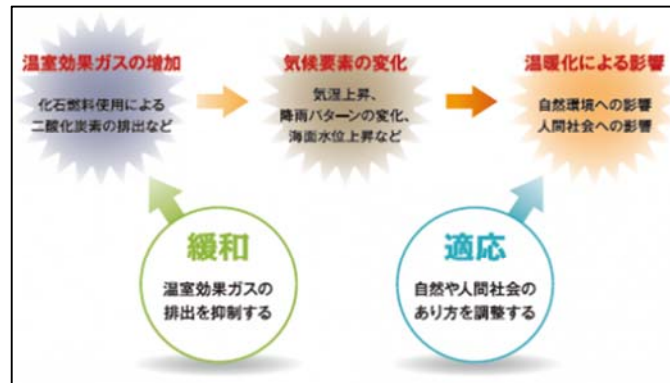 温室効果ガスの増加
化石燃料使用による
二酸化炭素の排出など
気候要素の変化
気温上昇、
降雨パターンの変化、
海面水位上昇など
温暖化による影響
自然環境への影響
人間社会への影響
緩和
温室効果ガスの
排出を抑制する
適応
自然や人間社会の
あり方を調整する